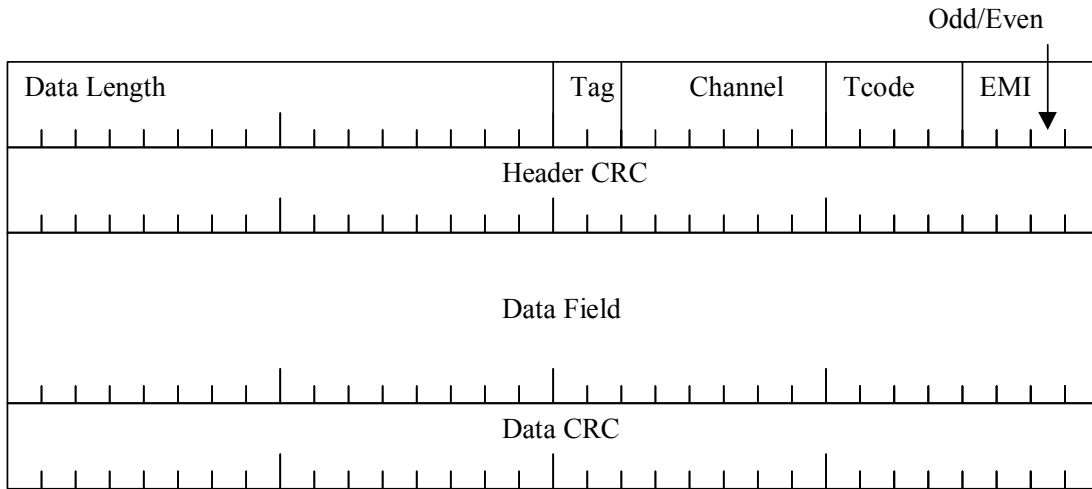 Odd/Even
Data Length Tag Channel Tcode EMI
Header CRC
Data Field
Data CRC